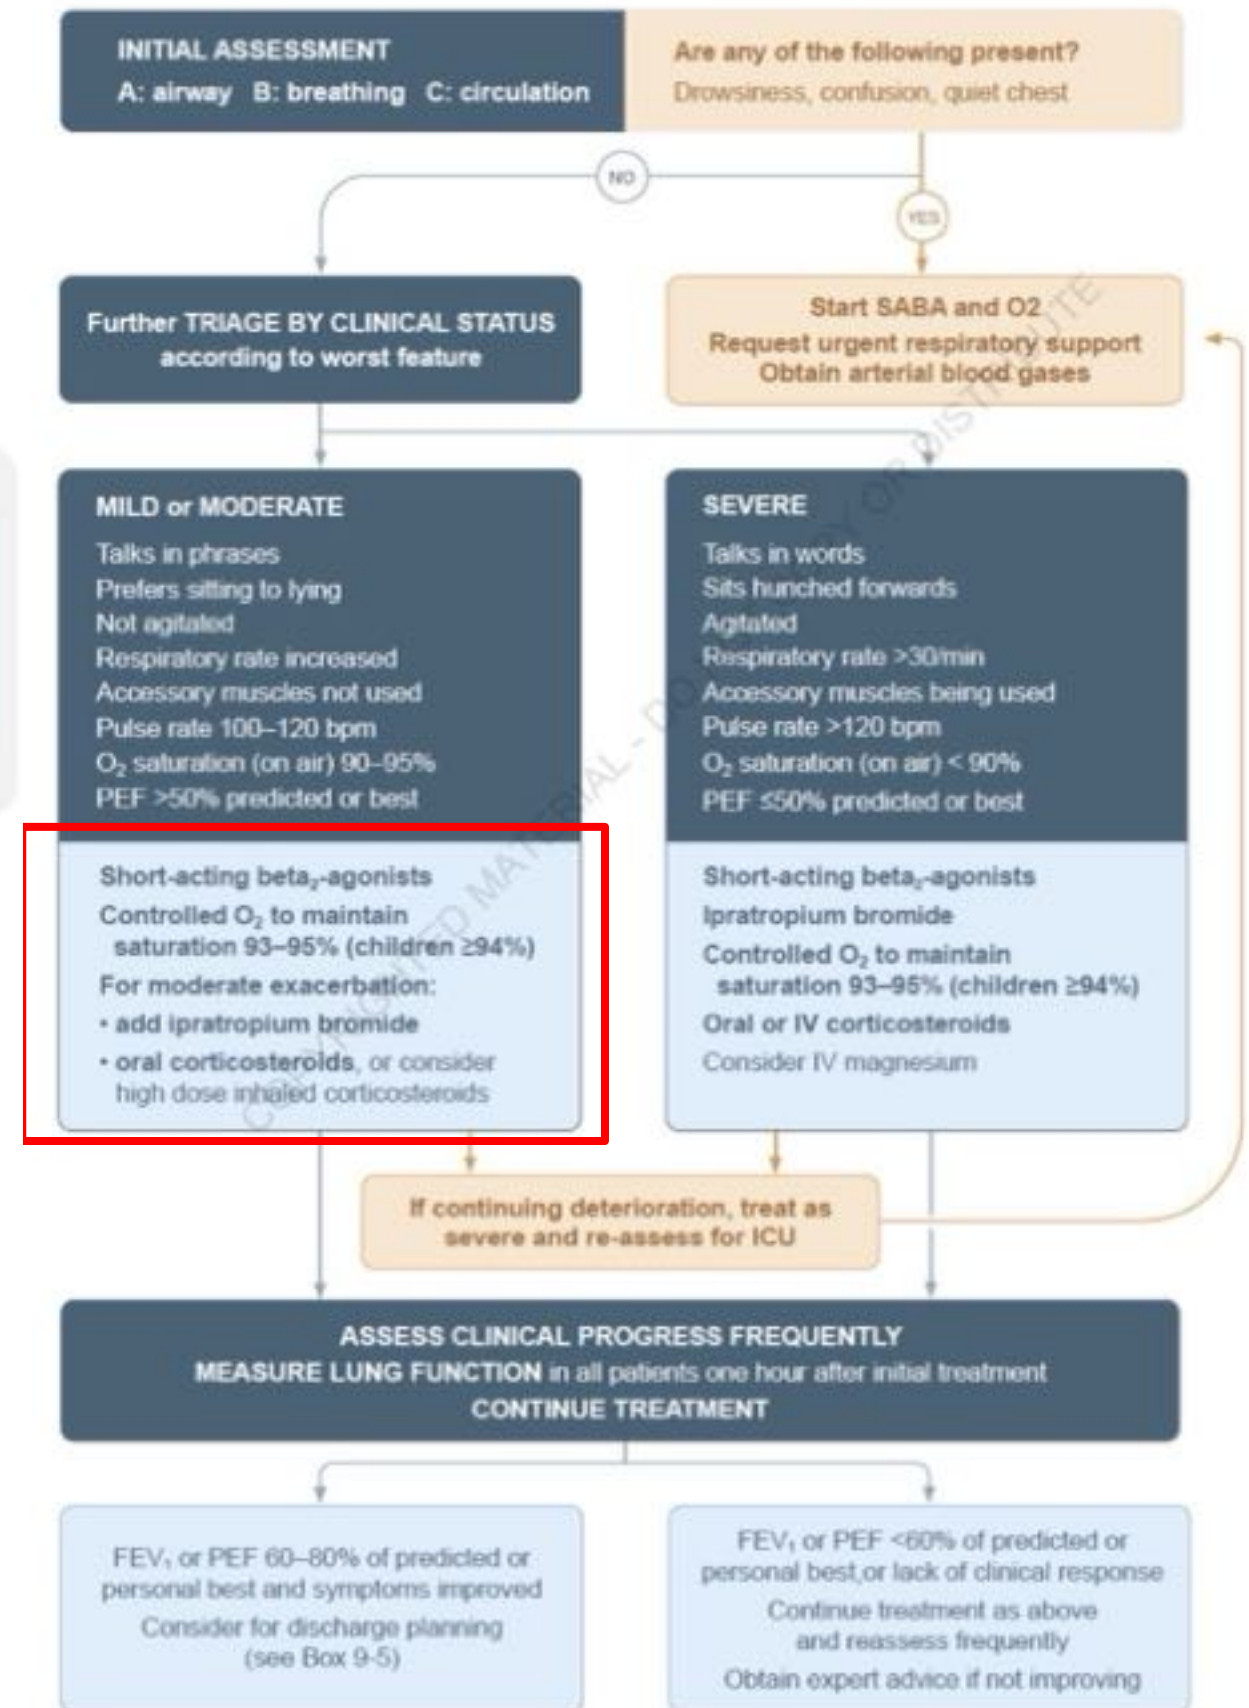 INITIAL ASSESSMENT
A: airway B: breathing C: circulation
Are any of the following present?
Drowsiness, confusion, quiet chest
NO
YES
Further TRIAGE BY CLINICAL STATUS
according to worst feature
Start SABA and O2
Request urgent respiratory support
Obtain arterial blood gases
MILD or MODERATE
Talks in phrases
Prefers sitting to lying
Not agitated
Respiratory rate increased
Accessory muscles not used
Pulse rate 100–120 bpm
O₂ saturation (on air) 90–95%
PEF >50% predicted or best
SEVERE
Talks in words
Sits hunched forwards
Agitated
Respiratory rate >30/min
Accessory muscles being used
Pulse rate >120 bpm
O₂ saturation (on air) < 90%
PEF ≤50% predicted or best
Short-acting beta₂-agonists
Controlled O₂ to maintain
saturation 93–95% (children ≥94%)
For moderate exacerbation:
• add ipratropium bromide
• oral corticosteroids, or consider
high dose inhaled corticosteroids
Short-acting beta₂-agonists
Ipratropium bromide
Controlled O₂ to maintain
saturation 93–95% (children ≥94%)
Oral or IV corticosteroids
Consider IV magnesium
If continuing deterioration, treat as
severe and re-assess for ICU
ASSESS CLINICAL PROGRESS FREQUENTLY
MEASURE LUNG FUNCTION in all patients one hour after initial treatment
CONTINUE TREATMENT
FEV₁ or PEF 60–80% of predicted or
personal best and symptoms improved
Consider for discharge planning
(see Box 9-5)
FEV₁ or PEF <60% of predicted or
personal best,or lack of clinical response
Continue treatment as above
and reassess frequently
Obtain expert advice if not improving
COPYRIGHTED MATERIAL - DO NOT COPY OR DISTRIBUTE